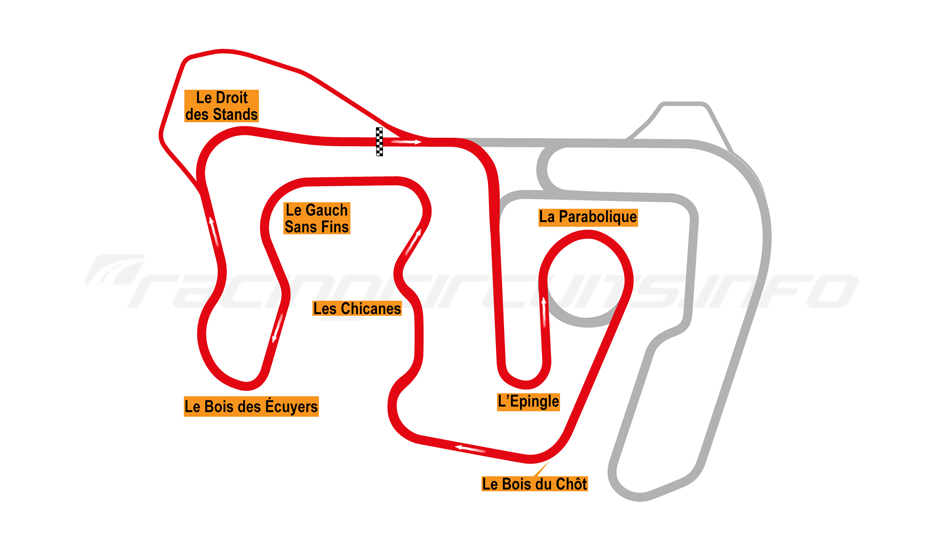 Le Droit
des Stands
Le Gauch
Sans Fins
La Parabolique
racingcircuits.info
Les Chicanes
L’Epingle
Le Bois des Écuyers
Le Bois du Chôt